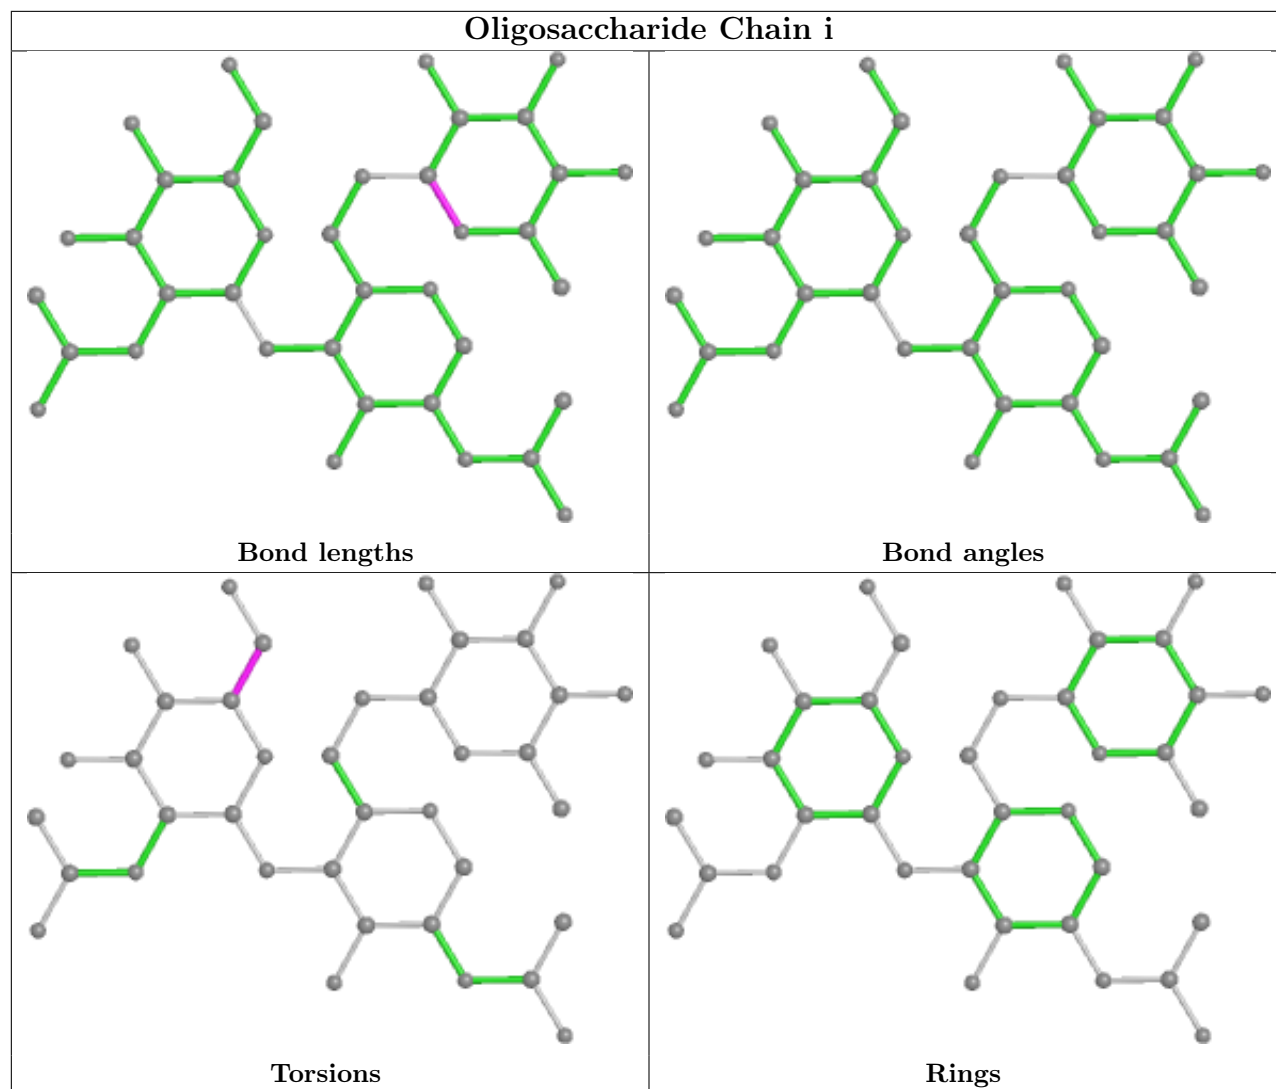 Oligosaccharide Chain i
Bond lengths
Bond angles
Torsions
Rings